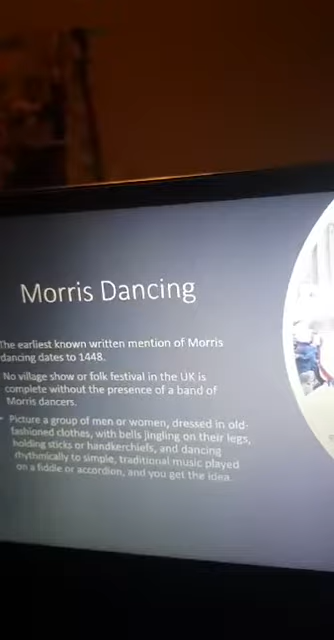 Morris Dancing
The earliest known written mention of Morris
dancing dates to 1448.
No village show or folk festival in the UK is
complete without the presence of a band of
Morris dancers.
• Picture a group of men or women, dressed in old-
fashioned clothes, with bells jingling on their legs,
holding sticks or handkerchiefs, and dancing
rhythmically to simple, traditional music played
on a fiddle or accordion, and you get the idea.